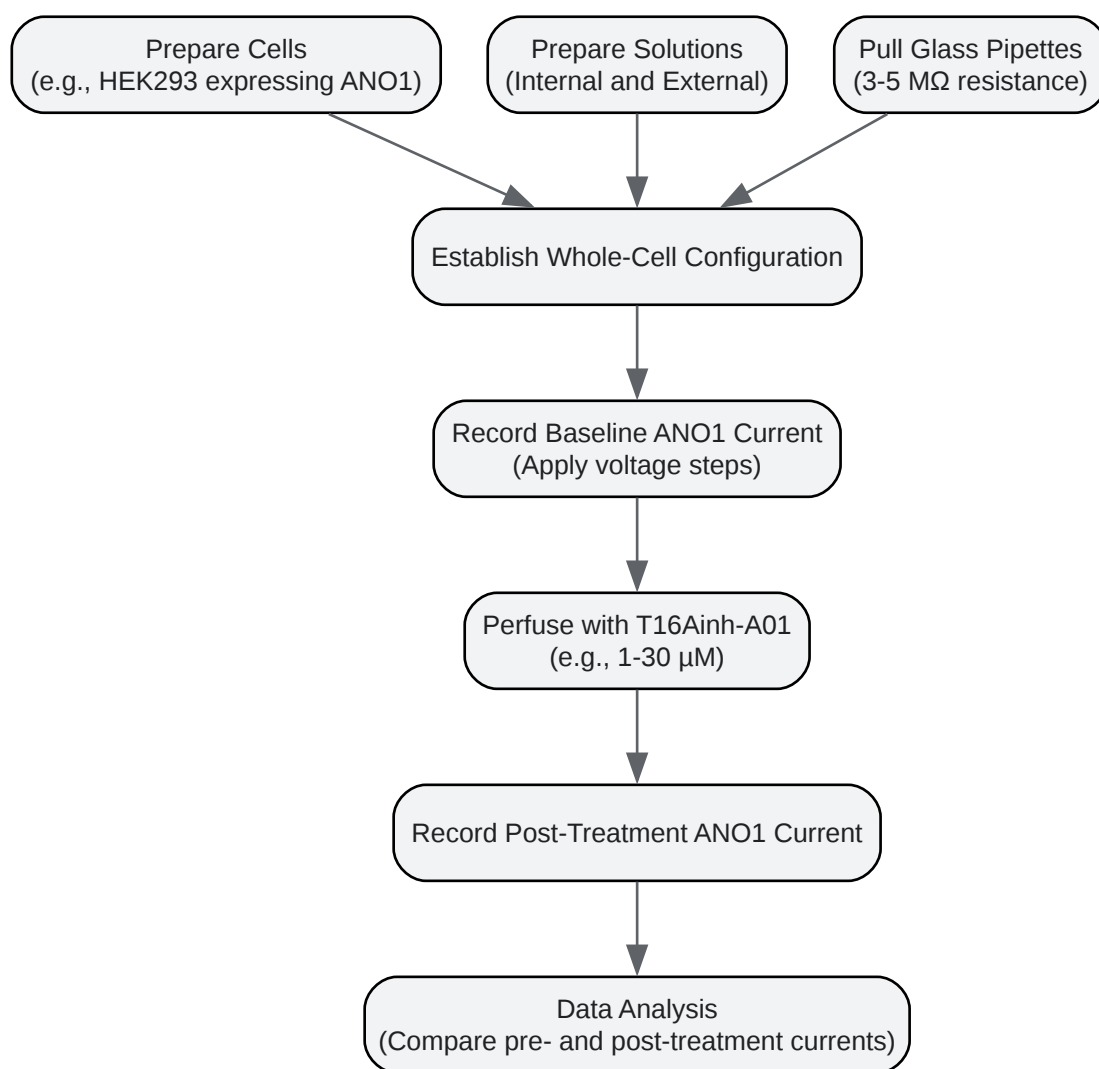 Prepare Cells
(e.g., HEK293 expressing ANO1)
Prepare Solutions
(Internal and External)
Pull Glass Pipettes
(3-5 MΩ resistance)
Establish Whole-Cell Configuration
Record Baseline ANO1 Current
(Apply voltage steps)
Perfuse with T16Ainh-A01
(e.g., 1-30 µM)
Record Post-Treatment ANO1 Current
Data Analysis
(Compare pre- and post-treatment currents)